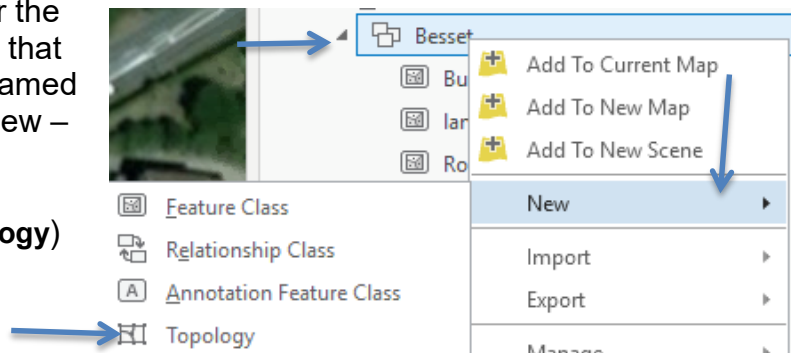 r the
that
amed
ew –
ogy)
Besset
Bu
lan
Ro
Add To Current Map
Add To New Map
Add To New Scene
New
Import
Export
Manage
Feature Class
Relationship Class
Annotation Feature Class
Topology